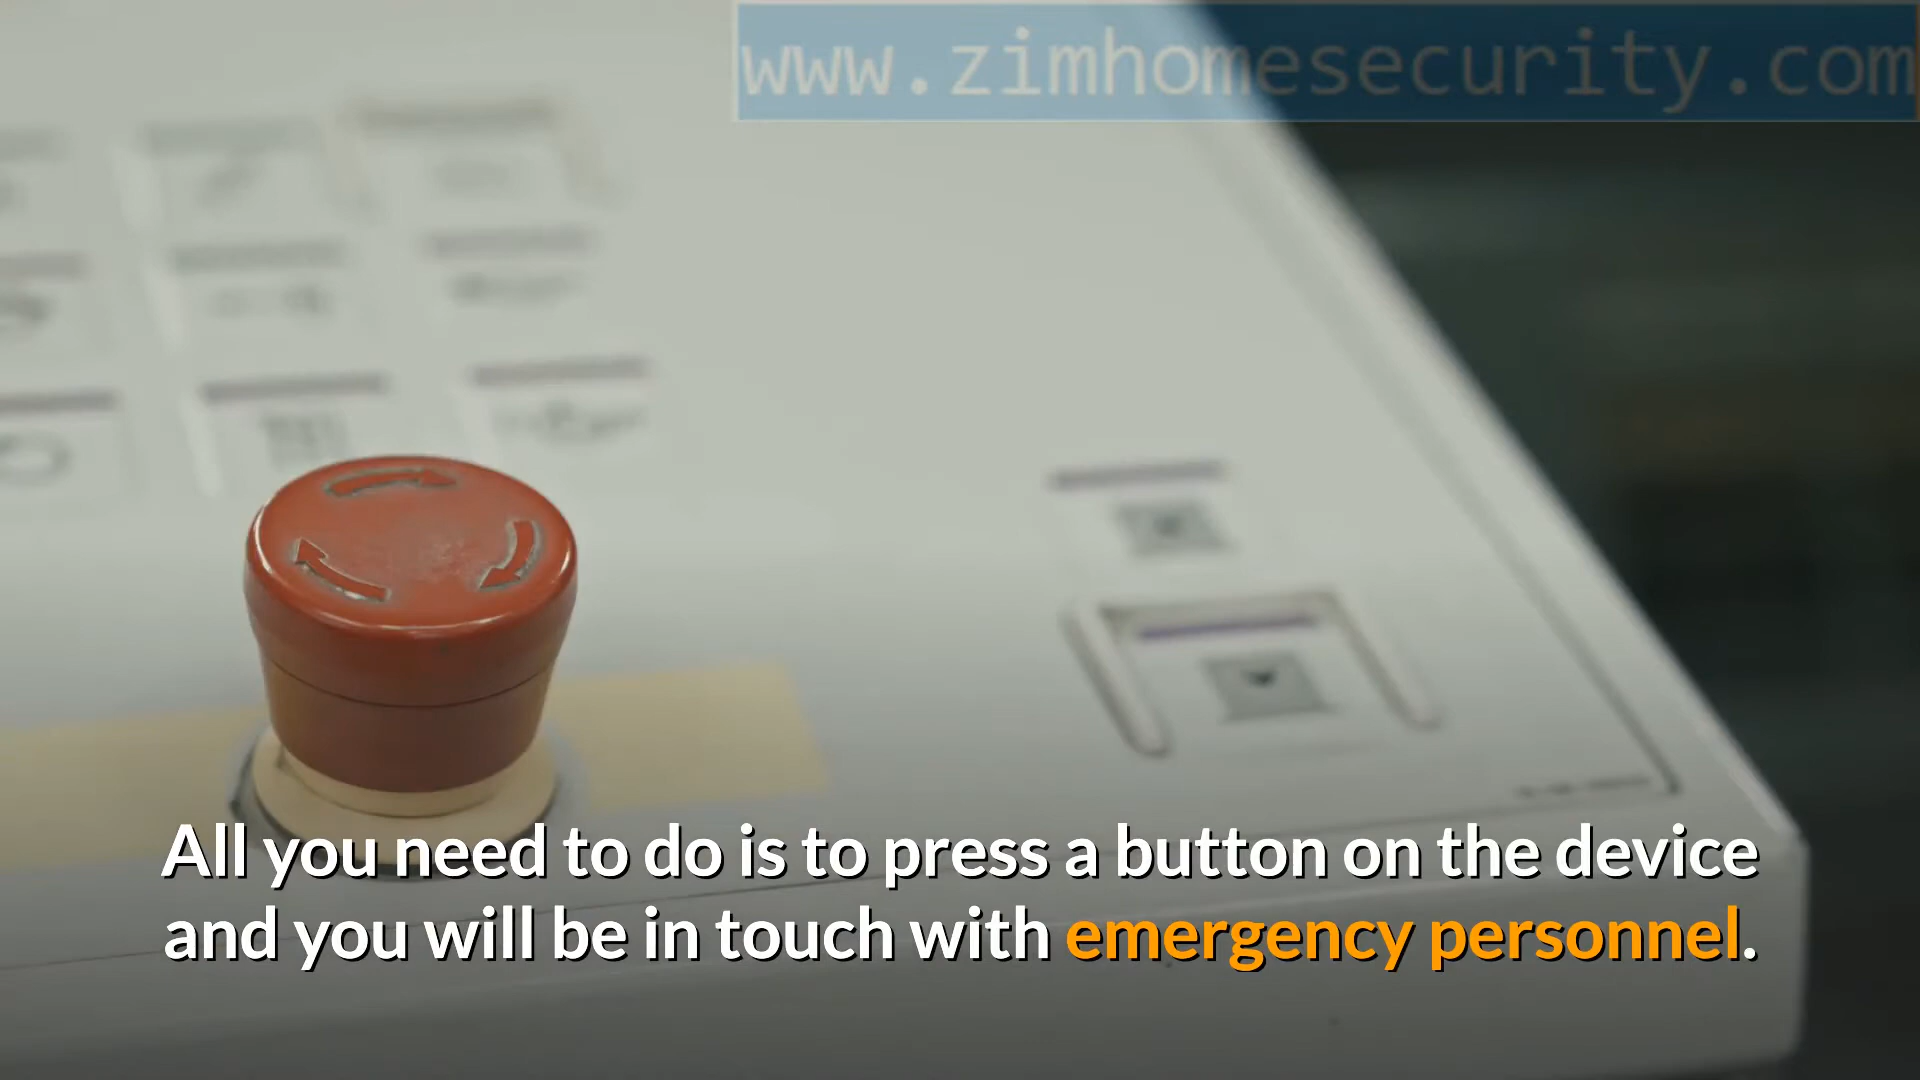 www.zimhomesecurity.com
All you need to do is to press a button on the device
and you will be in touch with emergency personnel.